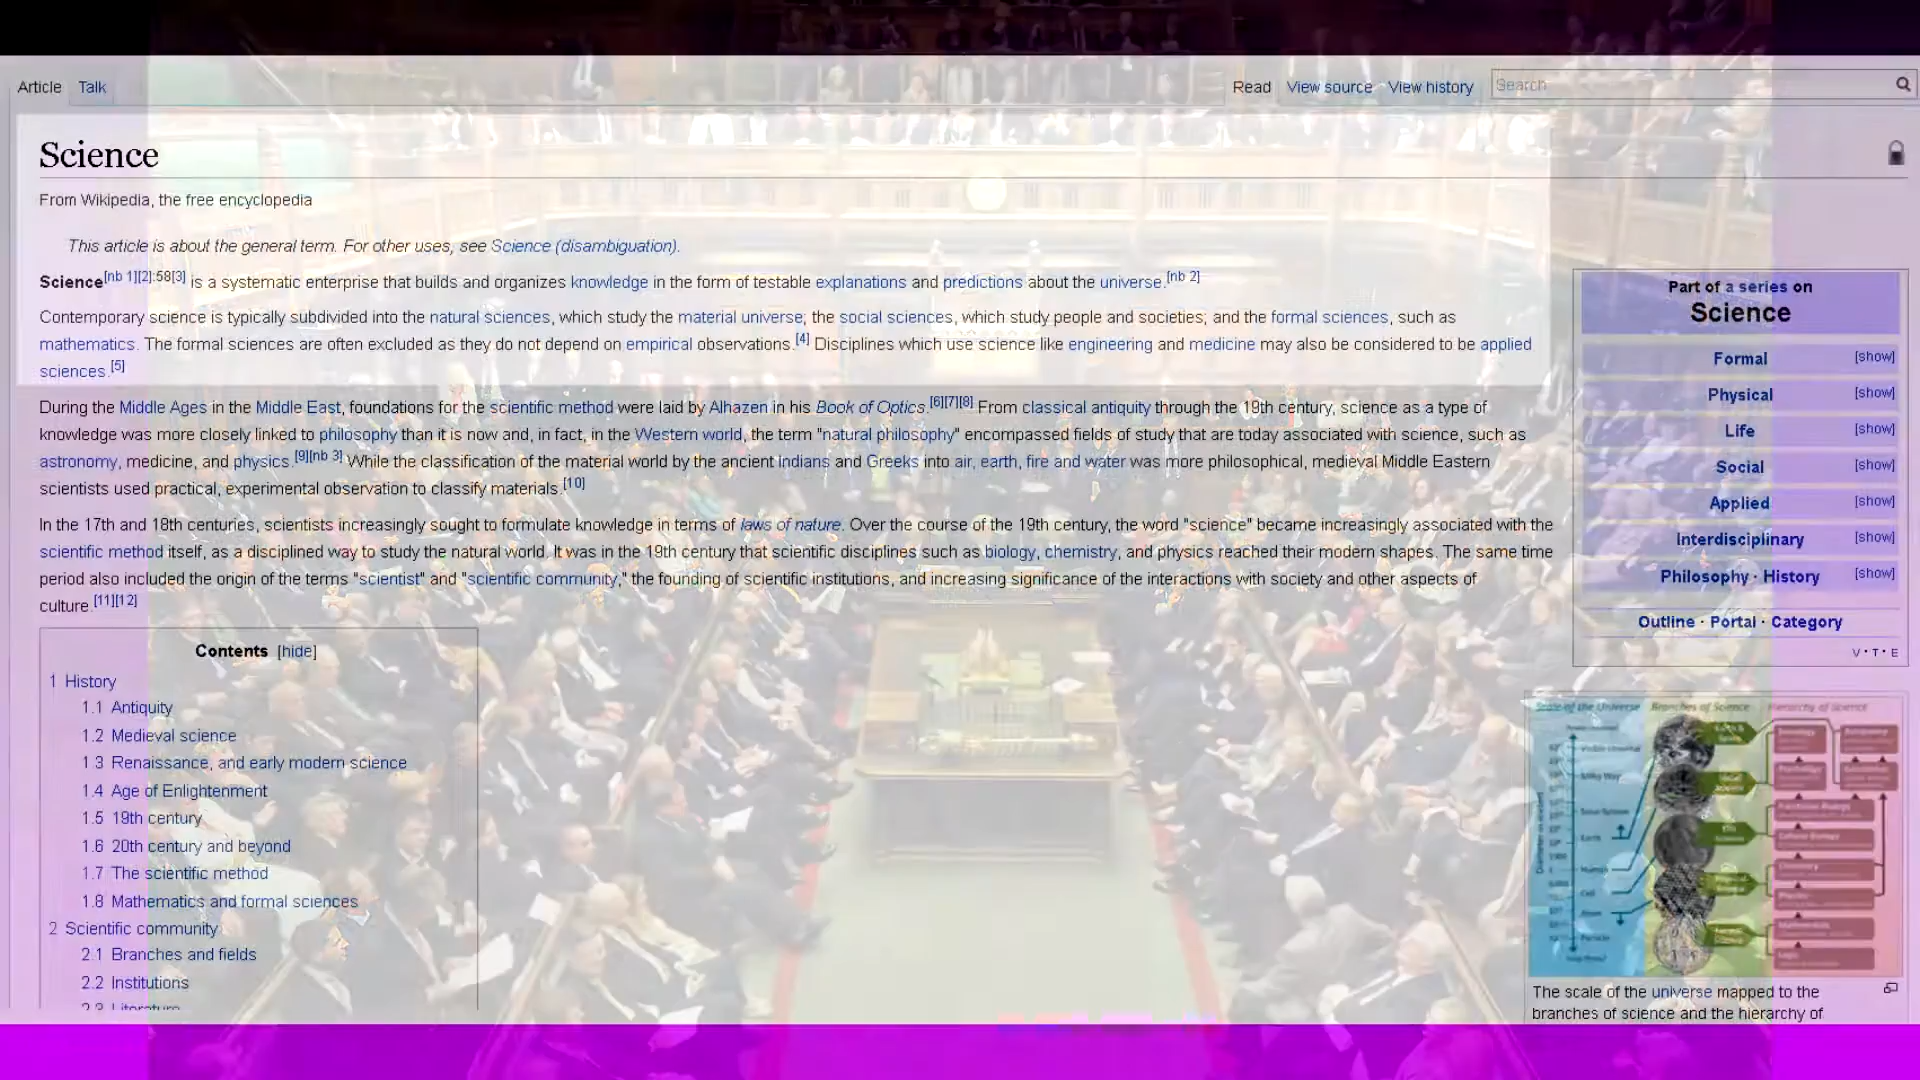 Article Talk Read View source View history Search
Science
From Wikipedia, the free encyclopedia
This article is about the general term. For other uses, see Science (disambiguation).
Science[nb 1][2]:58[3] is a systematic enterprise that builds and organizes knowledge in the form of testable explanations and predictions about the universe.[nb 2]
Contemporary science is typically subdivided into the natural sciences, which study the material universe; the social sciences, which study people and societies; and the formal sciences, such as
mathematics. The formal sciences are often excluded as they do not depend on empirical observations.[4] Disciplines which use science like engineering and medicine may also be considered to be applied
sciences.[5]
During the Middle Ages in the Middle East, foundations for the scientific method were laid by Alhazen in his Book of Optics.[6][7][8] From classical antiquity through the 19th century, science as a type of
knowledge was more closely linked to philosophy than it is now and, in fact, in the Western world, the term "natural philosophy" encompassed fields of study that are today associated with science, such as
astronomy, medicine, and physics.[9][nb 3] While the classification of the material world by the ancient Indians and Greeks into air, earth, fire and water was more philosophical, medieval Middle Eastern
scientists used practical, experimental observation to classify materials.[10]
In the 17th and 18th centuries, scientists increasingly sought to formulate knowledge in terms of laws of nature. Over the course of the 19th century, the word "science" became increasingly associated with the
scientific method itself, as a disciplined way to study the natural world. It was in the 19th century that scientific disciplines such as biology, chemistry, and physics reached their modern shapes. The same time
period also included the origin of the terms "scientist" and "scientific community," the founding of scientific institutions, and increasing significance of the interactions with society and other aspects of
culture.[11][12]
Contents [hide]
1 History
1.1 Antiquity
1.2 Medieval science
1.3 Renaissance, and early modern science
1.4 Age of Enlightenment
1.5 19th century
1.6 20th century and beyond
1.7 The scientific method
1.8 Mathematics and formal sciences
2 Scientific community
2.1 Branches and fields
2.2 Institutions
2.3 Literature
Part of a series on
Science
Formal [show]
Physical [show]
Life [show]
Social [show]
Applied [show]
Interdisciplinary [show]
Philosophy · History [show]
Outline · Portal · Category
V · T · E
Scale of the Universe Branches of Science Hierarchy of Science
The scale of the universe mapped to the
branches of science and the hierarchy of